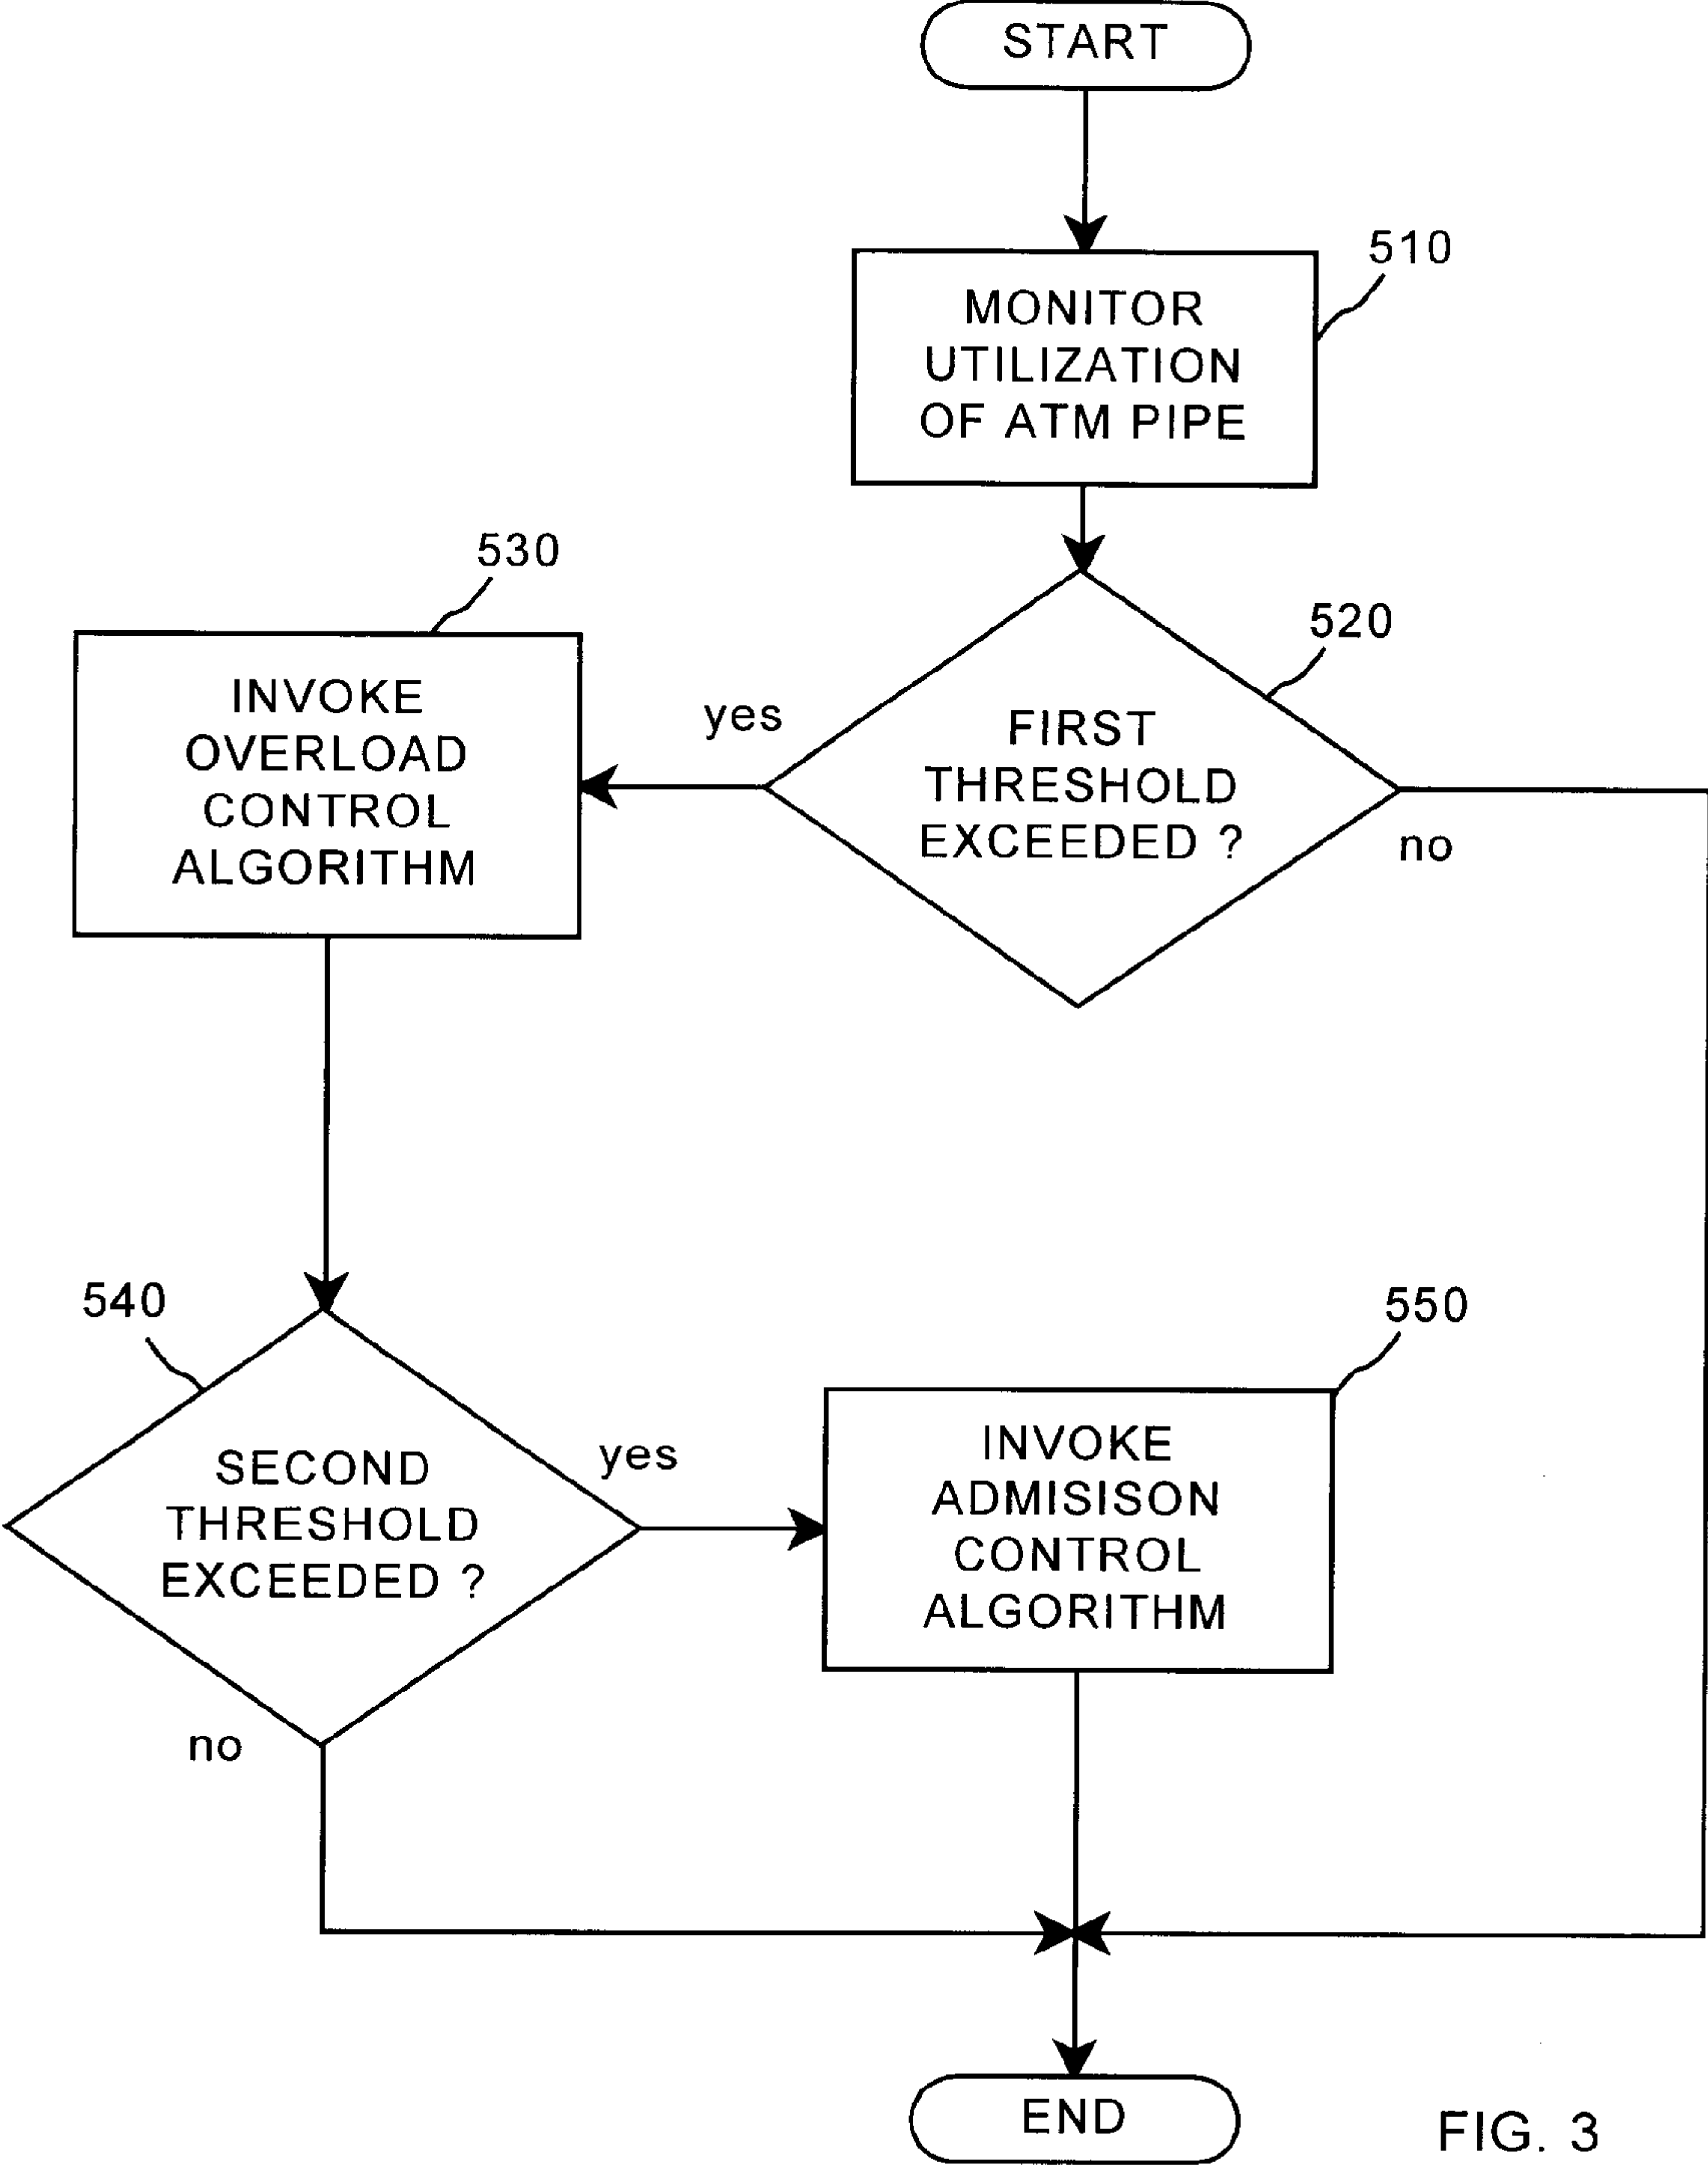 START
510
MONITOR
UTILIZATION
OF ATM PIPE
530
520
INVOKE
OVERLOAD
CONTROL
ALGORITHM
yes
FIRST
THRESHOLD
EXCEEDED ?
no
540
550
SECOND
THRESHOLD
EXCEEDED ?
yes
INVOKE
ADMISISON
CONTROL
ALGORITHM
no
END
FIG. 3